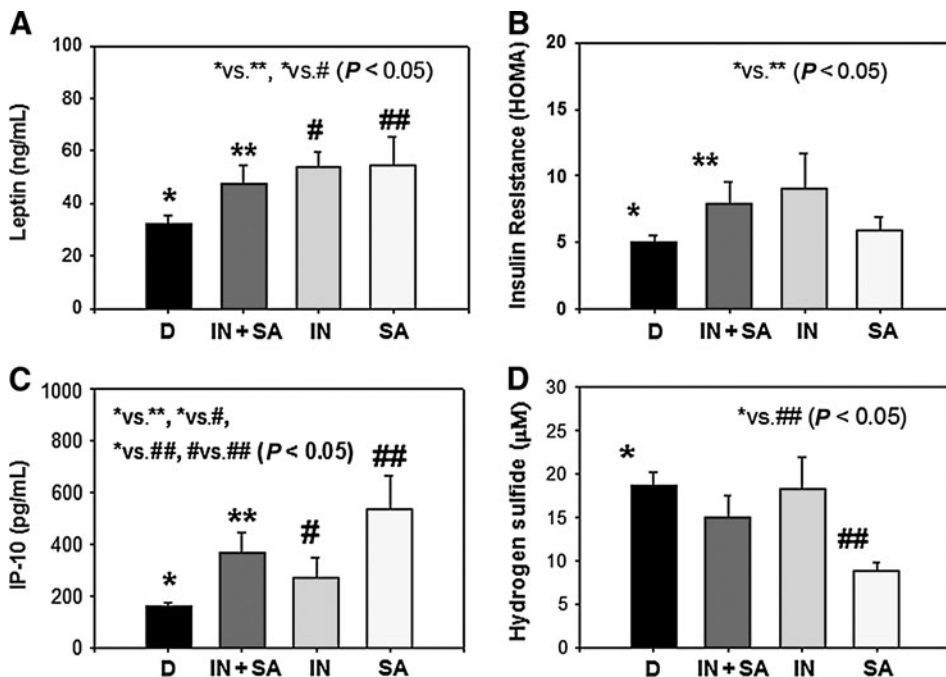 A
Leptin (ng/mL)
100
80
60
40
20
0
*vs.**, *vs.# (P < 0.05)
*
**
#
##
D
IN + SA
IN
SA
B
Insulin Resistance (HOMA)
20
15
10
5
0
*vs.** (P < 0.05)
*
**
D
IN + SA
IN
SA
C
IP-10 (pg/mL)
1000
800
600
400
200
0
*vs.**, *vs.#,
*vs.##, #vs.## (P < 0.05)
*
**
#
##
D
IN + SA
IN
SA
D
Hydrogen sulfide (µM)
30
25
20
15
10
5
0
*vs.## (P < 0.05)
*
##
D
IN + SA
IN
SA